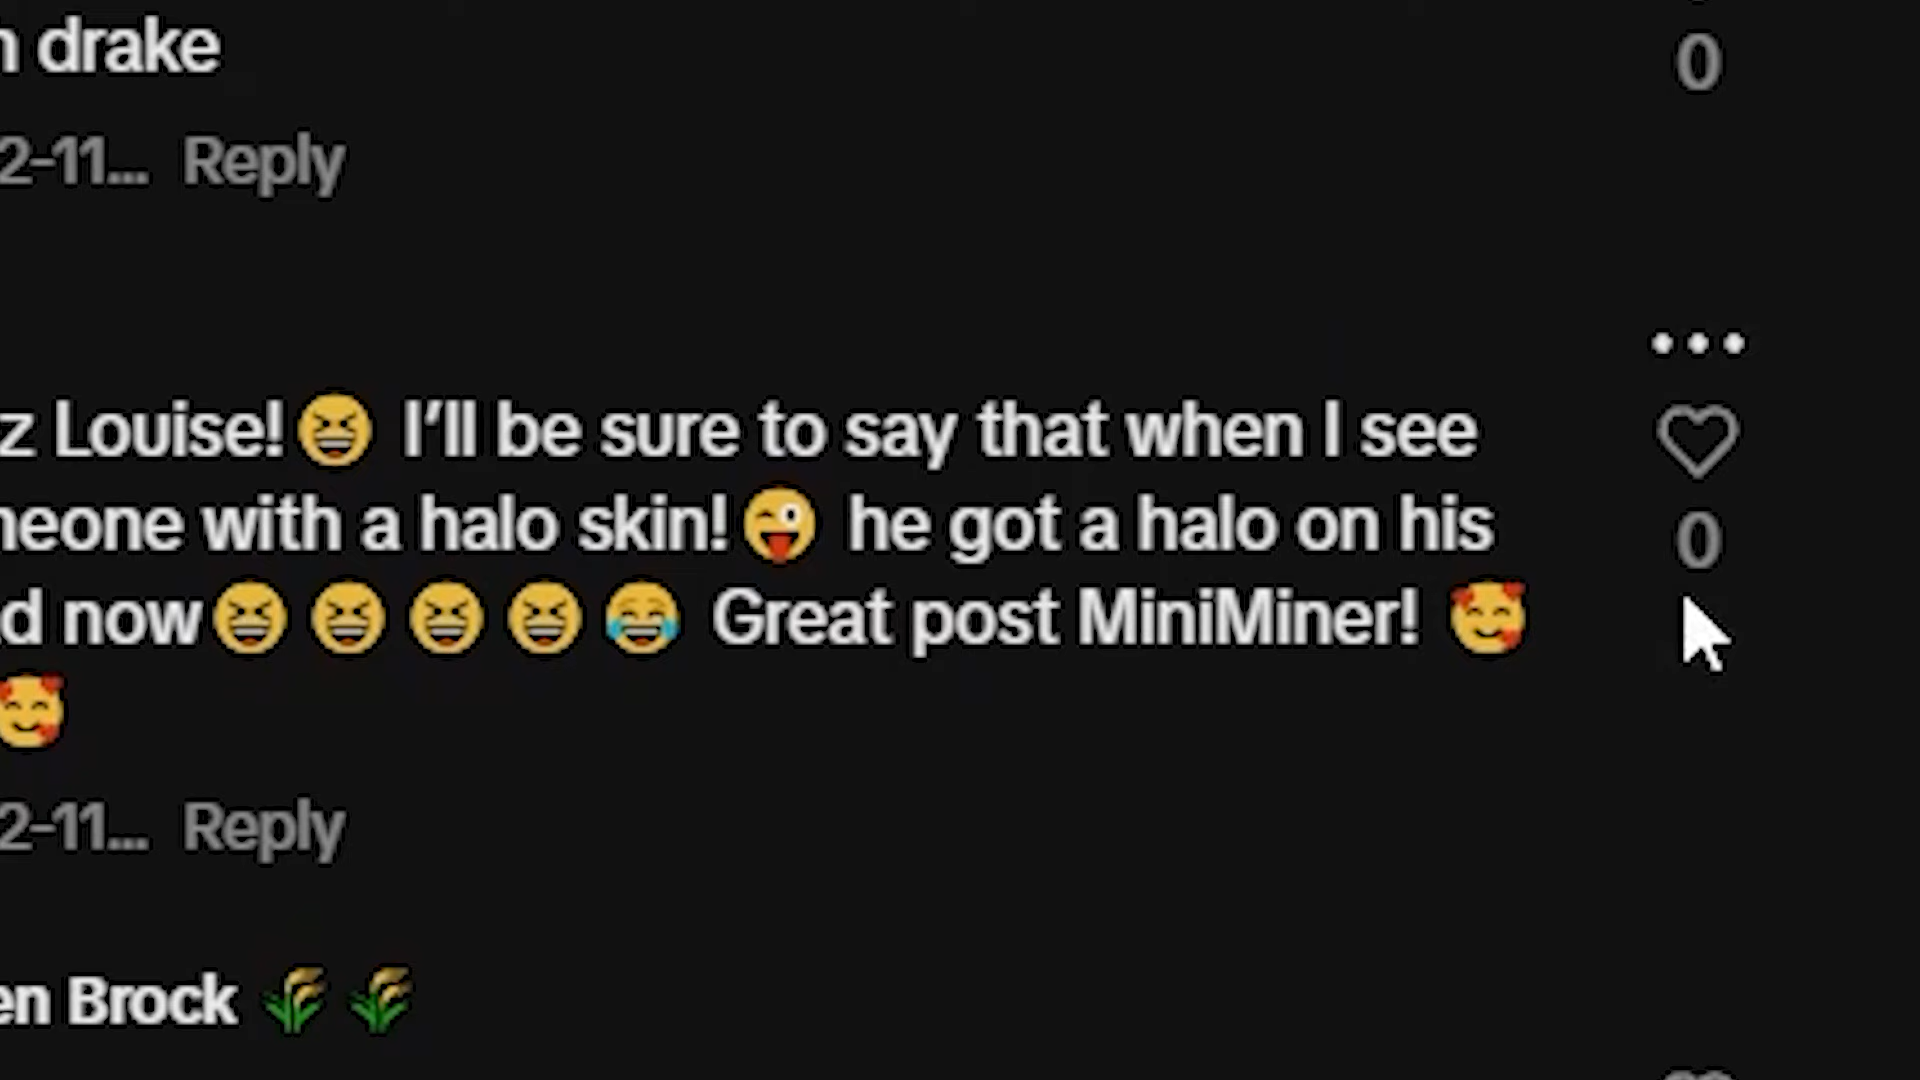 n drake
0
2-11... Reply
z Louise!😆 I’ll be sure to say that when I see
neone with a halo skin!😜 he got a halo on his
0
d now😆😆😆😆😂 Great post MiniMiner! 🥰
🥰
2-11... Reply
en Brock 🌾🌾